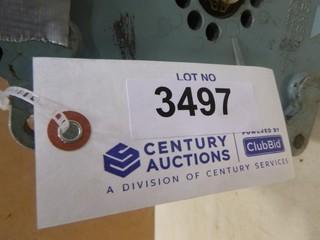 LOT NO
3497
POWERED BY
CENTURY
AUCTIONS
ClubBid
A DIVISION OF CENTURY SERVICES